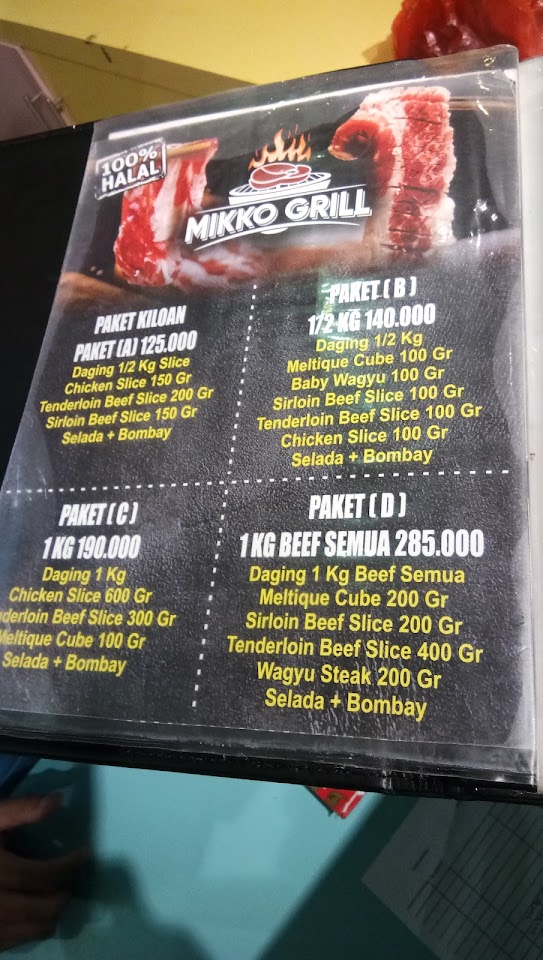 100%
HALAL
MIKKO GRILL
PAKET KILOAN
PAKET (A) 125.000
Daging 1/2 Kg Slice
Chicken Slice 150 Gr
Tenderloin Beef Slice 200 Gr
Sirloin Beef Slice 150 Gr
Selada + Bombay
PAKET ( B )
1/2 KG 140.000
Daging 1/2 Kg
Meltique Cube 100 Gr
Baby Wagyu 100 Gr
Sirloin Beef Slice 100 Gr
Tenderloin Beef Slice 100 Gr
Chicken Slice 100 Gr
Selada + Bombay
PAKET ( C )
1 KG 190.000
Daging 1 Kg
Chicken Slice 600 Gr
nderloin Beef Slice 300 Gr
Meltique Cube 100 Gr
Selada + Bombay
PAKET ( D )
1 KG BEEF SEMUA 285.000
Daging 1 Kg Beef Semua
Meltique Cube 200 Gr
Sirloin Beef Slice 200 Gr
Tenderloin Beef Slice 400 Gr
Wagyu Steak 200 Gr
Selada + Bombay